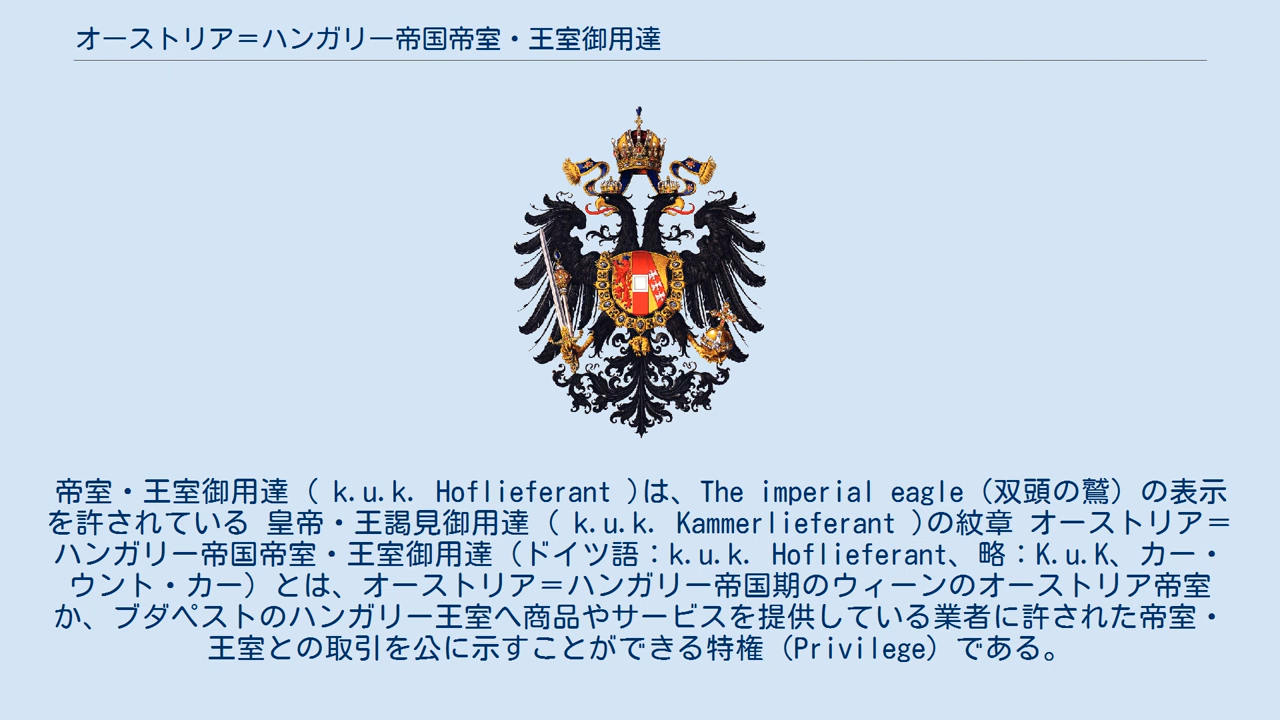 オーストリア＝ハンガリー帝国帝室・王室御用達
帝室・王室御用達 ( k.u.k. Hoflieferant )は、The imperial eagle（双頭の鷲）の表示
を許されている 皇帝・王謁見御用達 ( k.u.k. Kammerlieferant )の紋章 オーストリア＝
ハンガリー帝国帝室・王室御用達（ドイツ語：k.u.k. Hoflieferant、略：K.u.K、カー・
ウント・カー）とは、オーストリア＝ハンガリー帝国期のウィーンのオーストリア帝室
か、ブダペストのハンガリー王室へ商品やサービスを提供している業者に許された帝室・
王室との取引を公に示すことができる特権（Privilege）である。